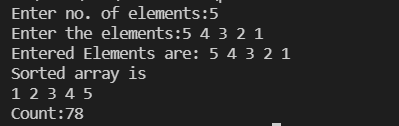 Enter no. of elements:5
Enter the elements:5 4 3 2 1
Entered Elements are: 5 4 3 2 1
Sorted array is
1 2 3 4 5
Count:78